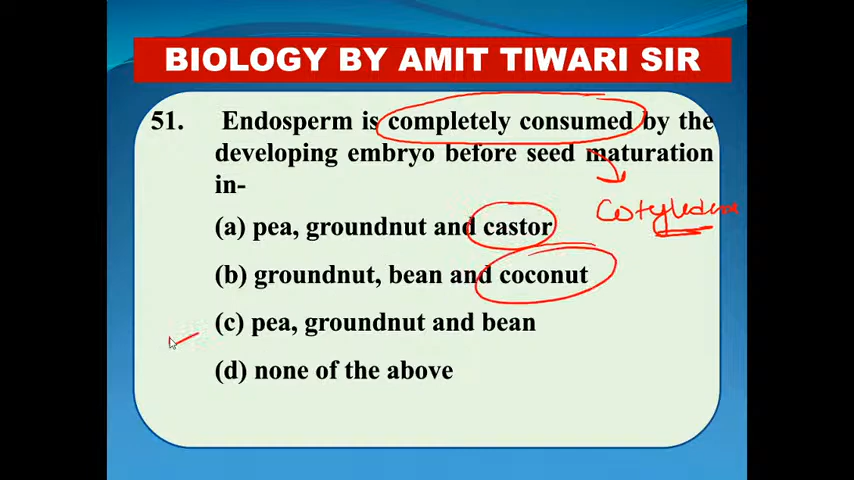 BIOLOGY BY AMIT TIWARI SIR
51. Endosperm is completely consumed by the
developing embryo before seed maturation
in-
Cotyledons
(a) pea, groundnut and castor
(b) groundnut, bean and coconut
(c) pea, groundnut and bean
(d) none of the above